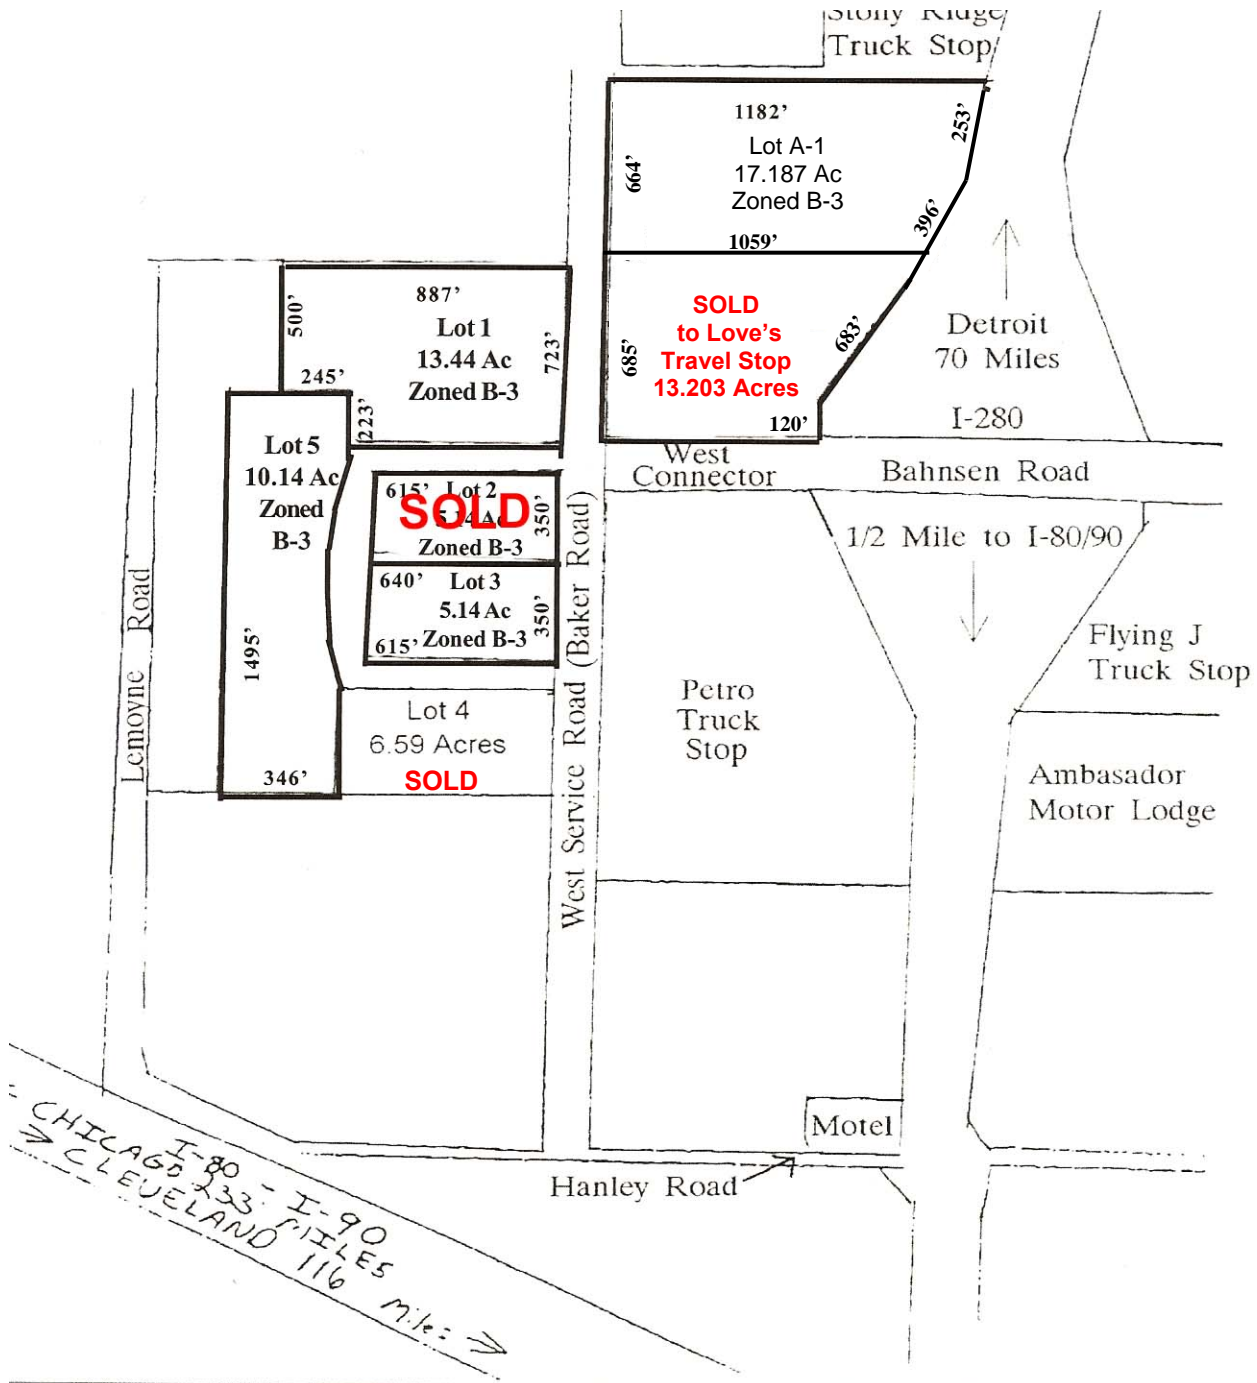 Stony Ridge
Truck Stop
1182’
253’
Lot A-1
17.187 Ac
Zoned B-3
664’
396’
1059’
SOLD
to Love’s
Travel Stop
13.203 Acres
685’
683’
120’
Detroit
70 Miles
I-280
887’
500’
Lot 1
13.44 Ac
Zoned B-3
723’
245’
223’
Lot 5
10.14 Ac
Zoned
B-3
1495’
346’
615’ Lot 2
SOLD
5.14 Ac
Zoned B-3
350’
640’ Lot 3
5.14 Ac
Zoned B-3
615’
350’
Lot 4
6.59 Acres
SOLD
West
Connector
Bahnsen Road
1/2 Mile to I-80/90
Lemoyne Road
West Service Road (Baker Road)
Petro
Truck
Stop
Flying J
Truck Stop
Ambasador
Motor Lodge
Motel
Hanley Road
I-80 - I-90
CHICAGO 233 MILES
CLEVELAND 116 Miles